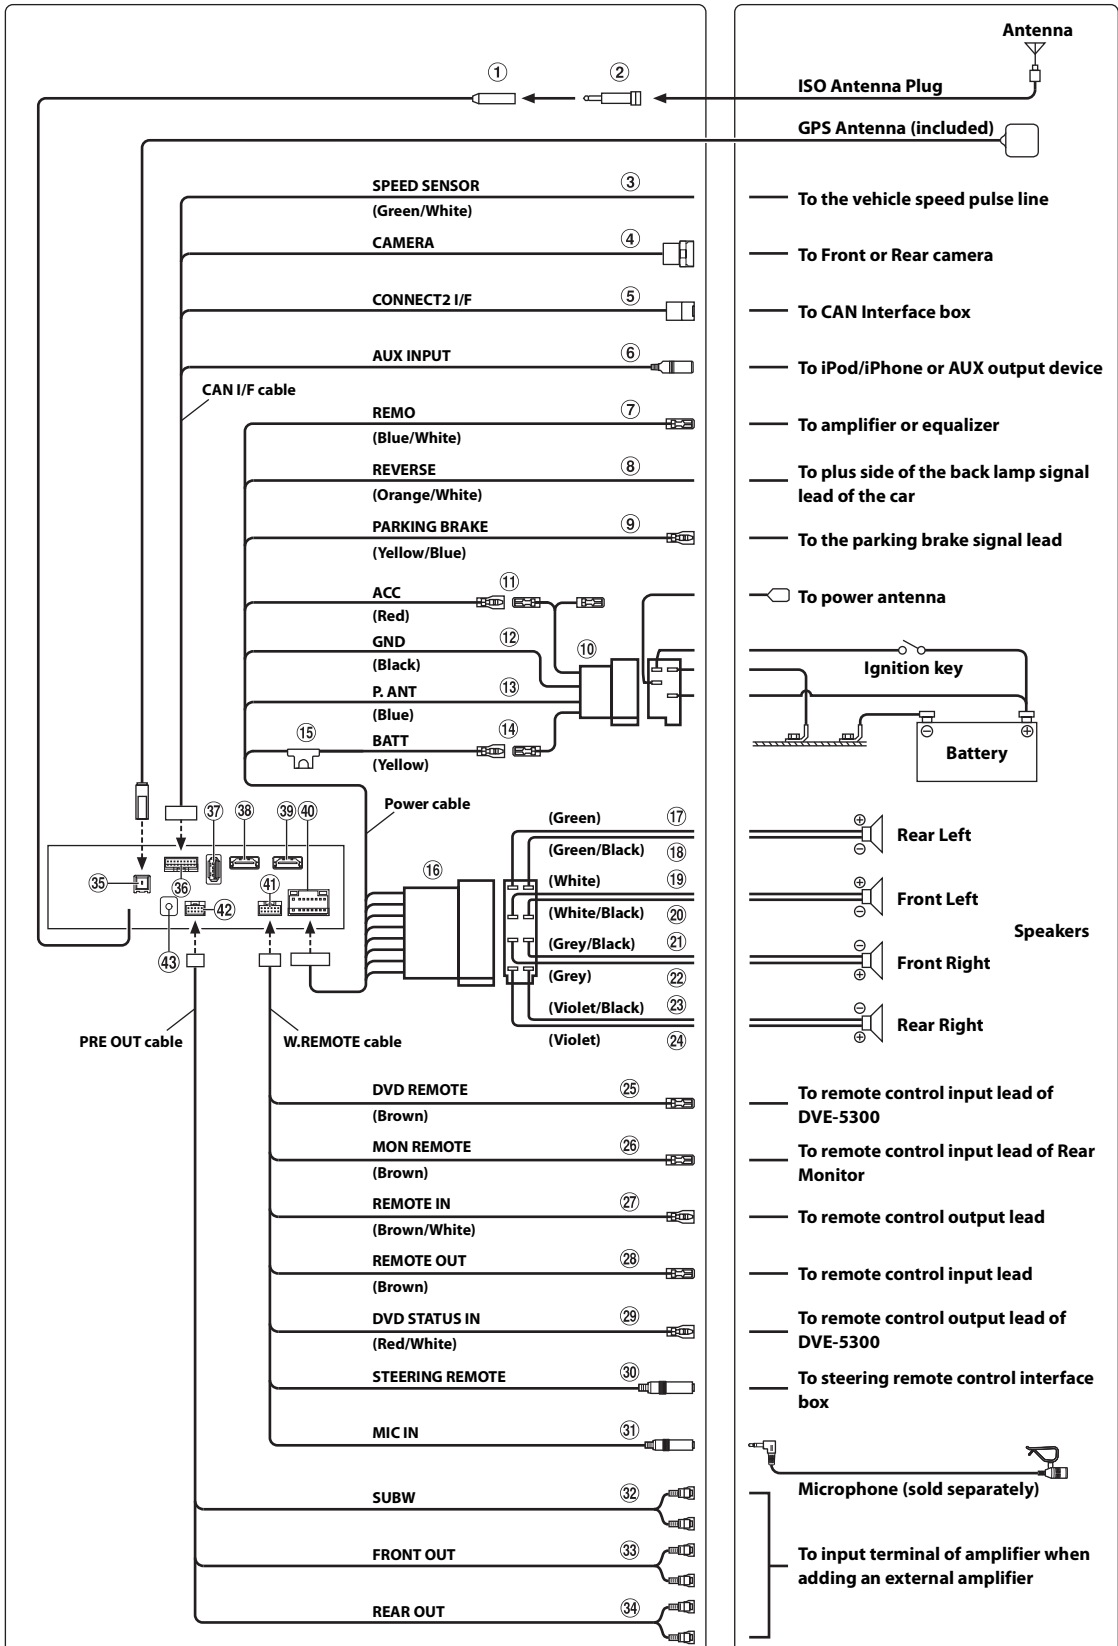 Antenna
① ②
ISO Antenna Plug
GPS Antenna (included)
SPEED SENSOR ③
(Green/White)
To the vehicle speed pulse line
CAMERA ④
To Front or Rear camera
CONNECT2 I/F ⑤
To CAN Interface box
AUX INPUT ⑥
To iPod/iPhone or AUX output device
CAN I/F cable
REMO ⑦
(Blue/White)
To amplifier or equalizer
REVERSE ⑧
(Orange/White)
To plus side of the back lamp signal
lead of the car
PARKING BRAKE ⑨
(Yellow/Blue)
To the parking brake signal lead
ACC ⑪
(Red)
To power antenna
GND ⑫ ⑩
(Black)
Ignition key
P. ANT ⑬
(Blue)
⑮ BATT ⑭
(Yellow)
⊖ ⊕
Battery
Power cable
㊲ ㊳ ㊴ ㊵
㉟ ㊱ ㊶ ㊷ ㊸
⑯
(Green) ⑰
(Green/Black) ⑱
⊕
⊖
Rear Left
(White) ⑲
(White/Black) ⑳
⊕
⊖
Front Left
Speakers
(Grey/Black) ㉑
(Grey) ㉒
⊖
⊕
Front Right
(Violet/Black) ㉓
(Violet) ㉔
⊖
⊕
Rear Right
PRE OUT cable
W.REMOTE cable
DVD REMOTE ㉕
(Brown)
To remote control input lead of
DVE-5300
MON REMOTE ㉖
(Brown)
To remote control input lead of Rear
Monitor
REMOTE IN ㉗
(Brown/White)
To remote control output lead
REMOTE OUT ㉘
(Brown)
To remote control input lead
DVD STATUS IN ㉙
(Red/White)
To remote control output lead of
DVE-5300
STEERING REMOTE ㉚
To steering remote control interface
box
MIC IN ㉛
Microphone (sold separately)
SUBW ㉜
FRONT OUT ㉝
To input terminal of amplifier when
adding an external amplifier
REAR OUT ㉞